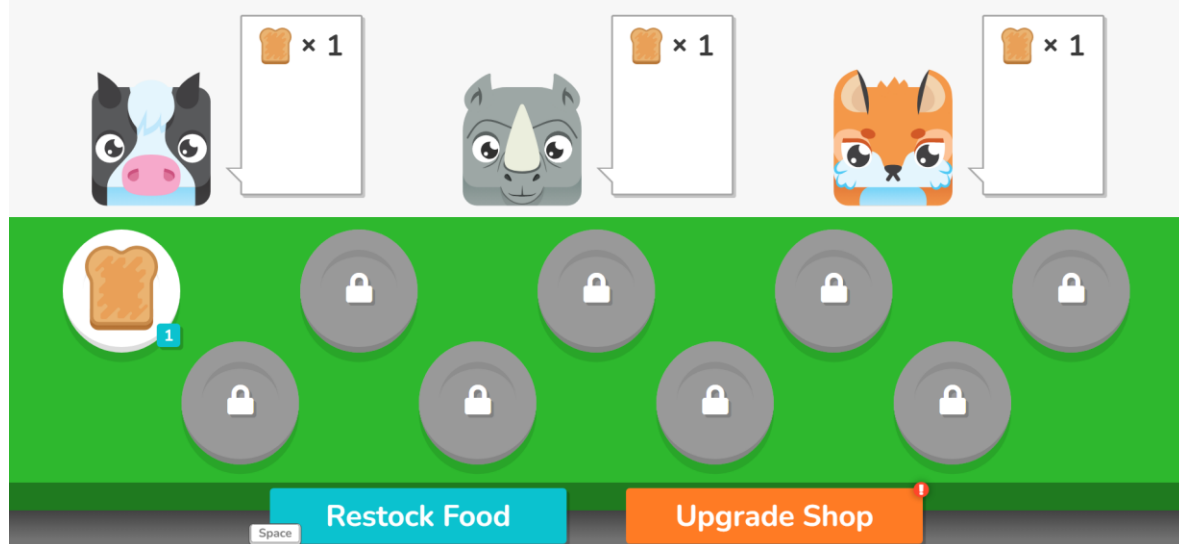 × 1
× 1
× 1
1
Restock Food
Space
Upgrade Shop
!